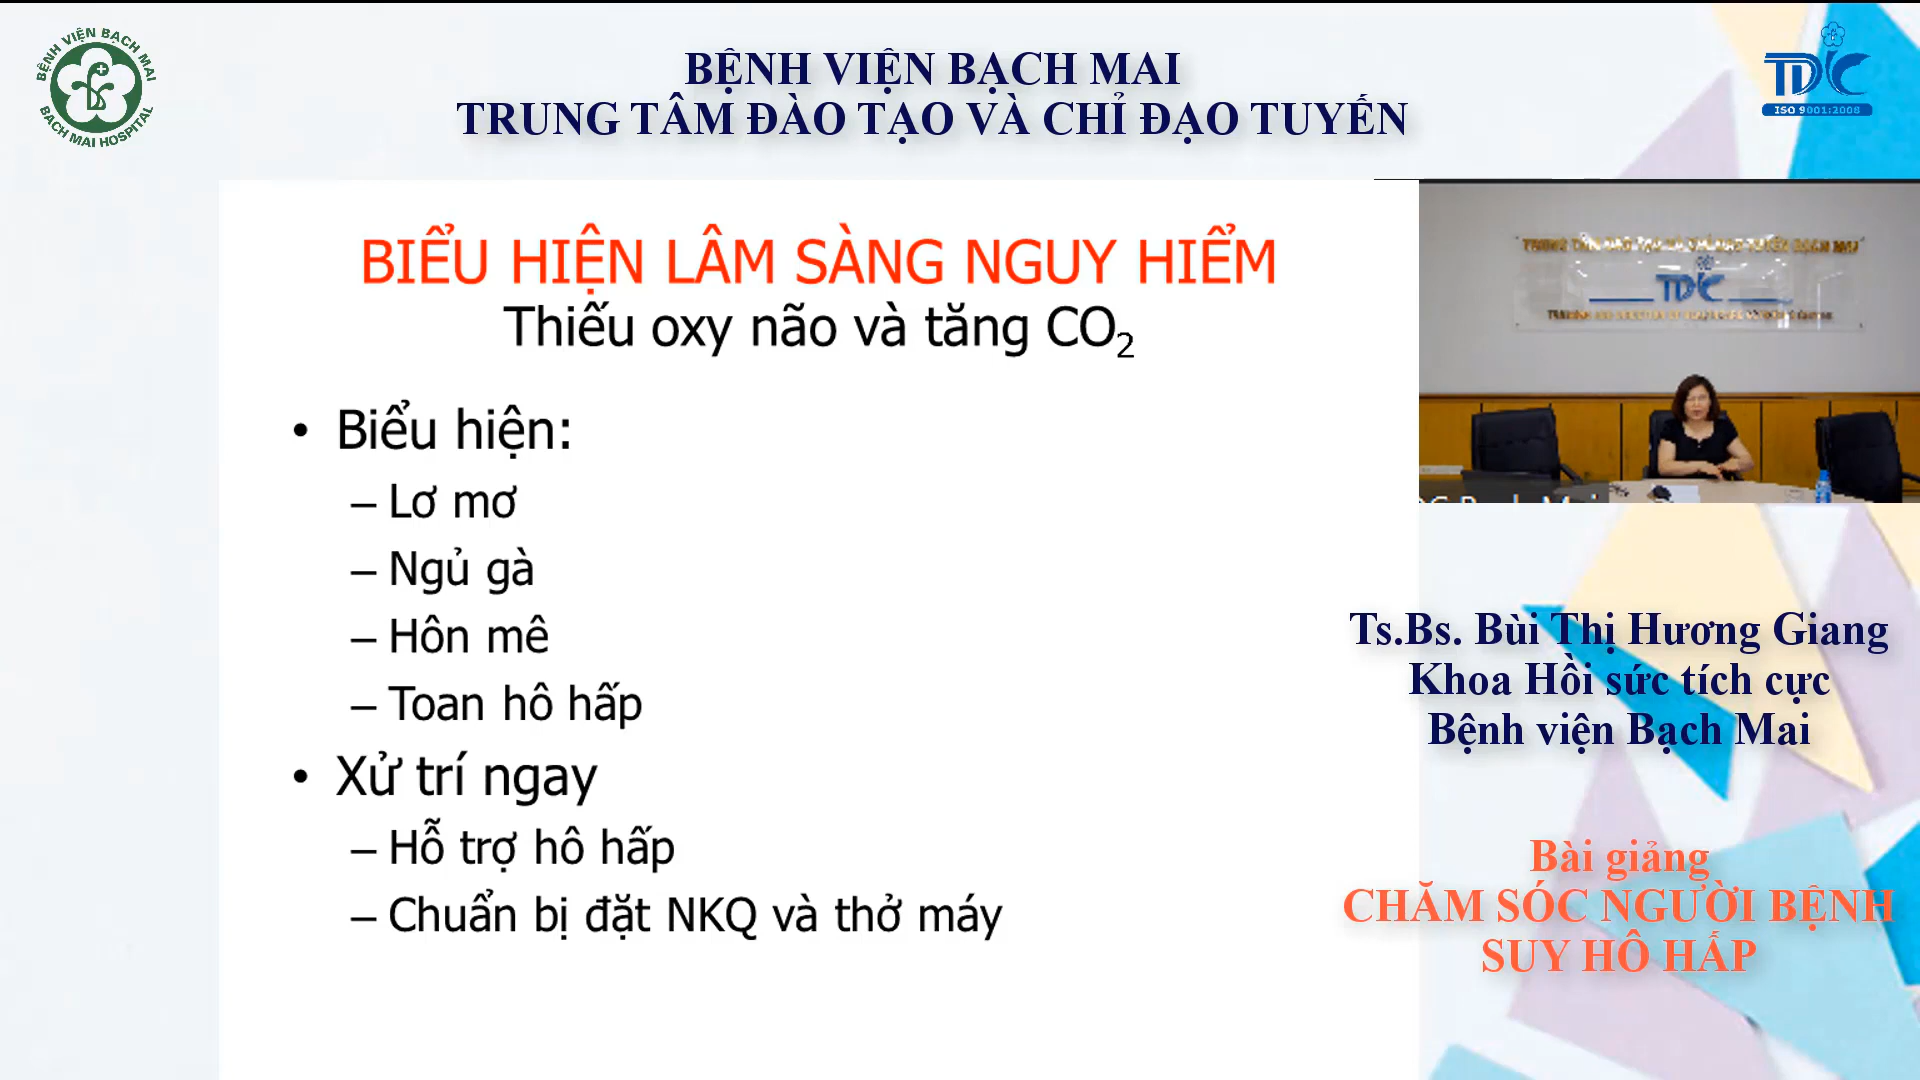 BỆNH VIỆN BẠCH MAI
BACH MAI HOSPITAL
BỆNH VIỆN BẠCH MAI
TRUNG TÂM ĐÀO TẠO VÀ CHỈ ĐẠO TUYẾN
TDC
ISO 9001:2008
BIỂU HIỆN LÂM SÀNG NGUY HIỂM
Thiếu oxy não và tăng CO₂
• Biểu hiện:
– Lơ mơ
– Ngủ gà
– Hôn mê
– Toan hô hấp
• Xử trí ngay
– Hỗ trợ hô hấp
– Chuẩn bị đặt NKQ và thở máy
TDC
Ts.Bs. Bùi Thị Hương Giang
Khoa Hồi sức tích cực
Bệnh viện Bạch Mai
Bài giảng
CHĂM SÓC NGƯỜI BỆNH
SUY HÔ HẤP